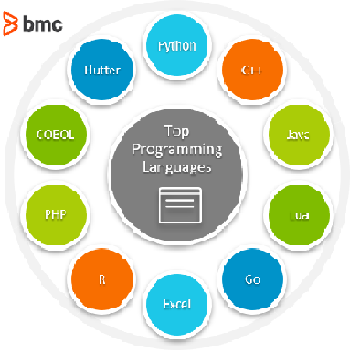 bmc
Python
C++
Java
Lua
Go
Excel
R
PHP
COBOL
Flutter
Top
Programming
Languages